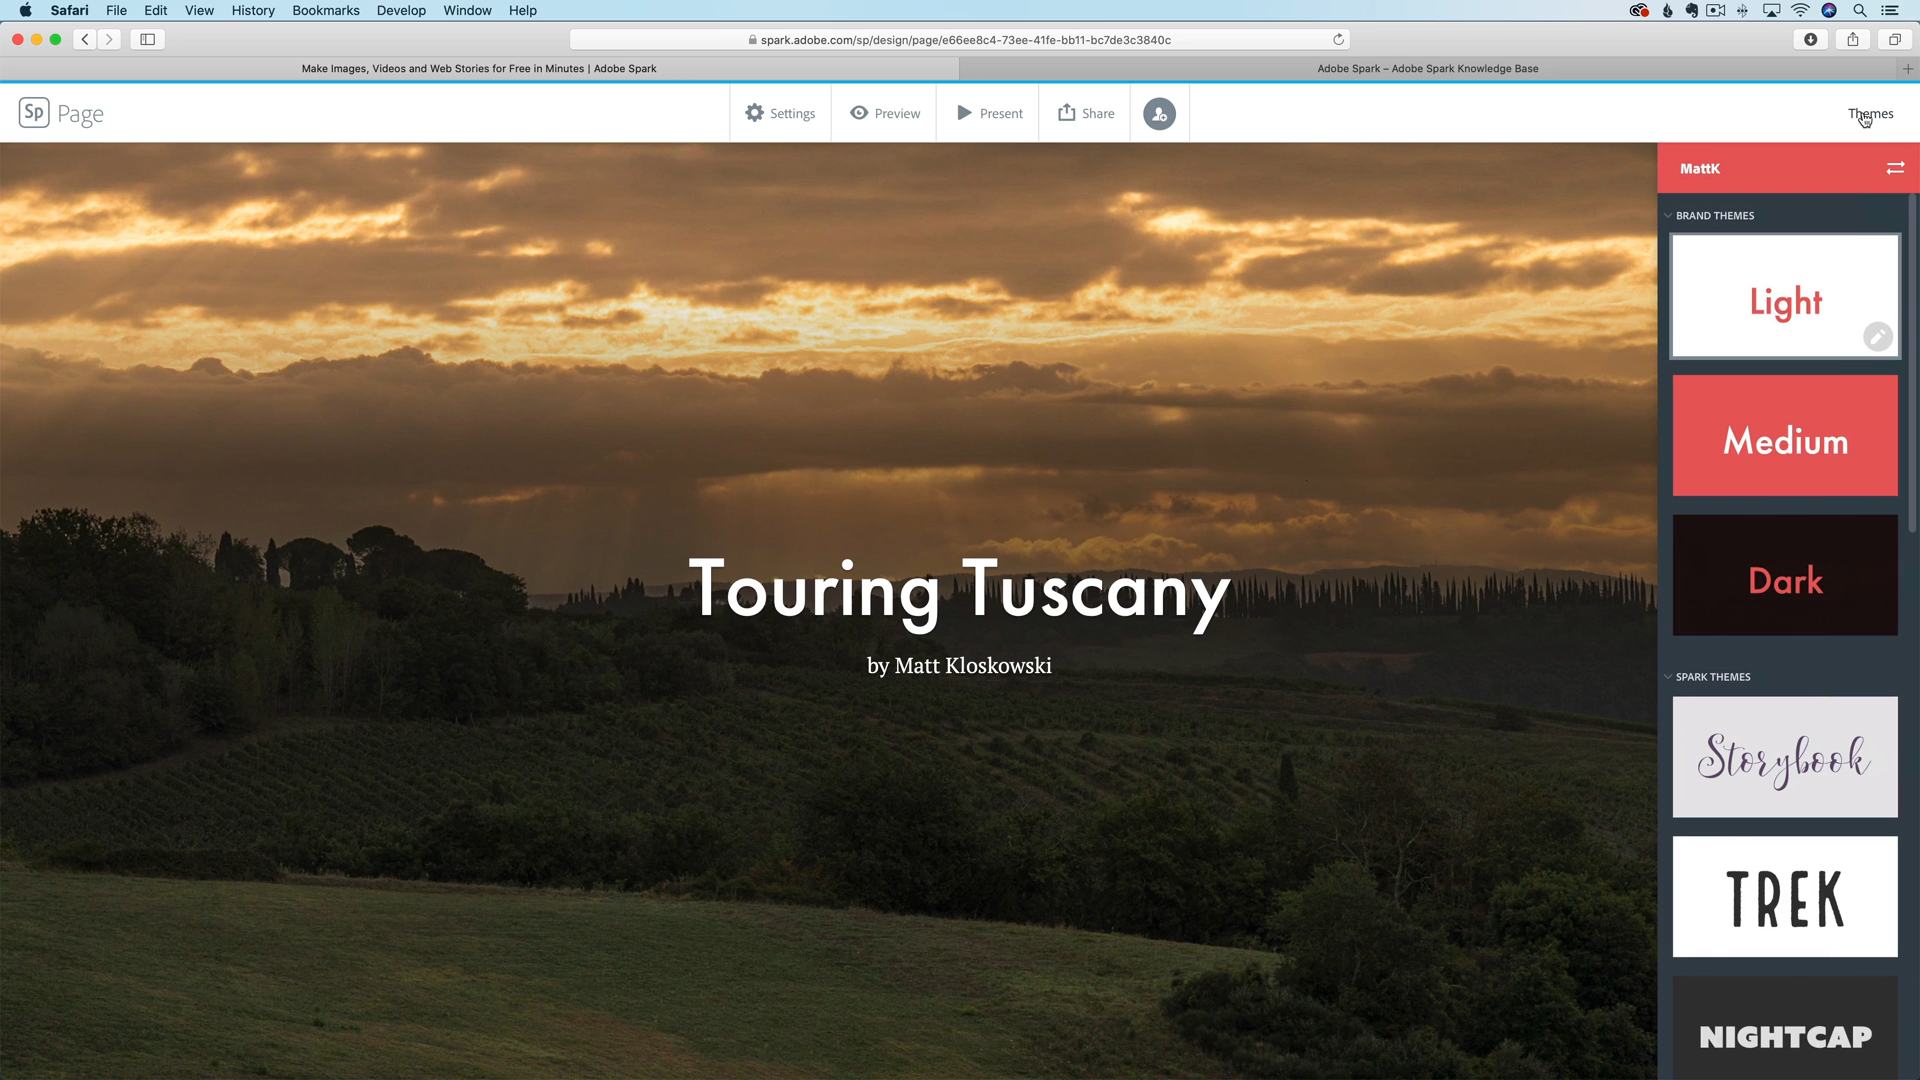 Safari File Edit View History Bookmarks Develop Window Help
spark.adobe.com/sp/design/page/e66ee8c4-73ee-41fe-bb11-bc7de3c3840c
Make Images, Videos and Web Stories for Free in Minutes | Adobe Spark
Adobe Spark – Adobe Spark Knowledge Base
Sp Page
Settings
Preview
Present
Share
Themes
MattK
BRAND THEMES
Light
Medium
Dark
SPARK THEMES
Storybook
TREK
NIGHTCAP
Touring Tuscany
by Matt Kloskowski